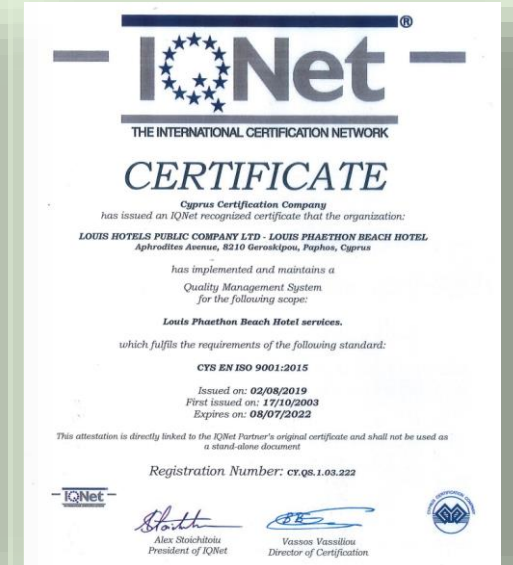 ®
IQNet
THE INTERNATIONAL CERTIFICATION NETWORK
CERTIFICATE
Cyprus Certification Company
has issued an IQNet recognized certificate that the organization:
LOUIS HOTELS PUBLIC COMPANY LTD - LOUIS PHAETHON BEACH HOTEL
Aphrodites Avenue, 8210 Geroskipou, Paphos, Cyprus
has implemented and maintains a
Quality Management System
for the following scope:
Louis Phaethon Beach Hotel services.
which fulfils the requirements of the following standard:
CYS EN ISO 9001:2015
Issued on: 02/08/2019
First issued on: 17/10/2003
Expires on: 08/07/2022
This attestation is directly linked to the IQNet Partner's original certificate and shall not be used as
a stand-alone document
Registration Number: CY.QS.1.03.222
IQNet
CYPRUS CERTIFICATION COMPANY
Alex Stoichitoiu
President of IQNet
Vassos Vassiliou
Director of Certification